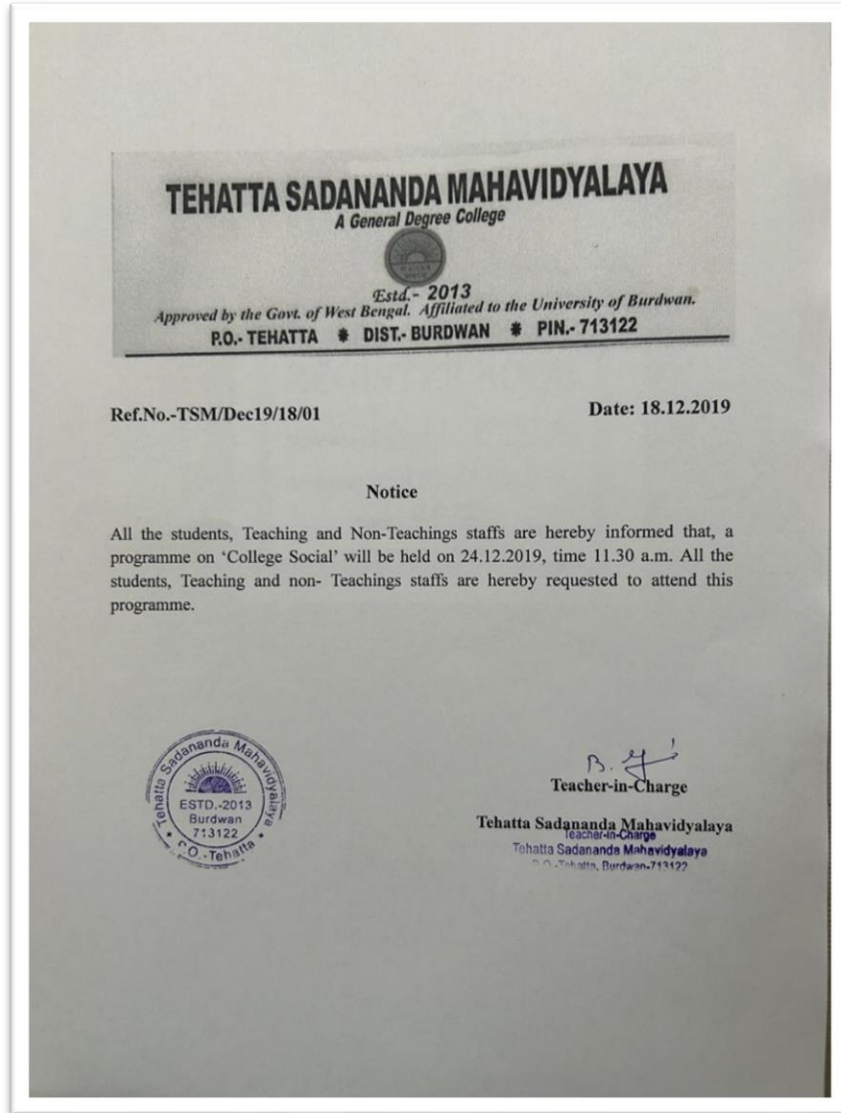 TEHATTA SADANANDA MAHAVIDYALAYA
A General Degree College
Estd.- 2013
Approved by the Govt. of West Bengal. Affiliated to the University of Burdwan.
P.O.- TEHATTA * DIST.- BURDWAN * PIN.- 713122
Ref.No.-TSM/Dec19/18/01
Date: 18.12.2019
Notice
All the students, Teaching and Non-Teachings staffs are hereby informed that, a
programme on ‘College Social’ will be held on 24.12.2019, time 11.30 a.m. All the
students, Teaching and non- Teachings staffs are hereby requested to attend this
programme.
Tehatta Sadananda Mahavidyalaya
ESTD.-2013
Burdwan
713122
* P.O.-Tehatta *
B.
Teacher-in-Charge
Tehatta Sadananda Mahavidyalaya
Teacher-in-Charge
Tehatta Sadananda Mahavidyalaya
P.O.-Tehatta, Burdwan-713122